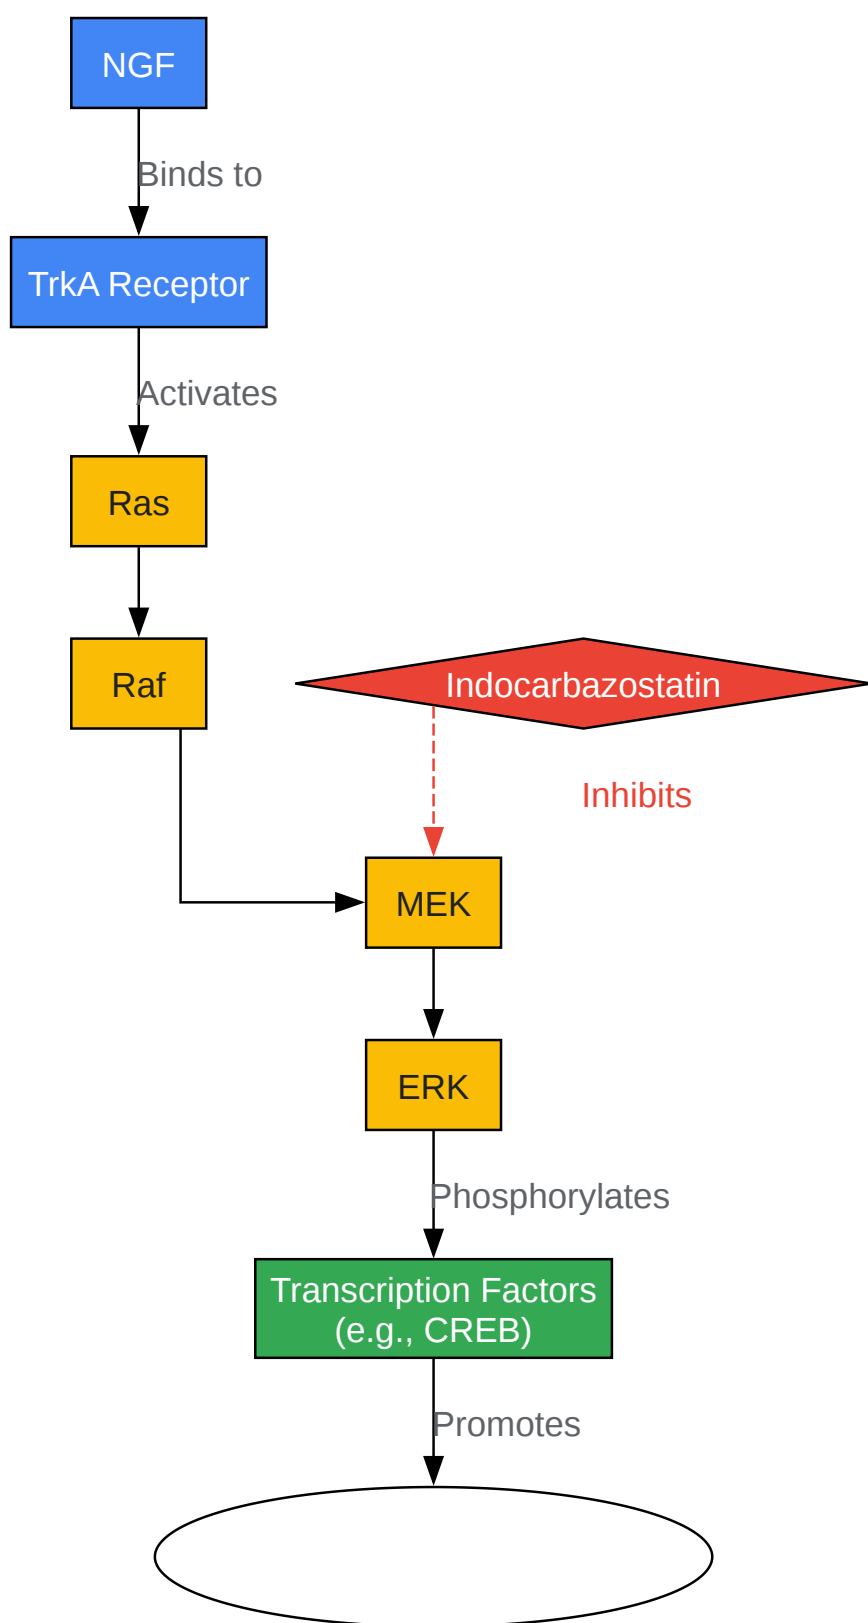 NGF
Binds to
TrkA Receptor
Activates
Ras
Raf
Indocarbazostatin
Inhibits
MEK
ERK
Phosphorylates
Transcription Factors
(e.g., CREB)
Promotes